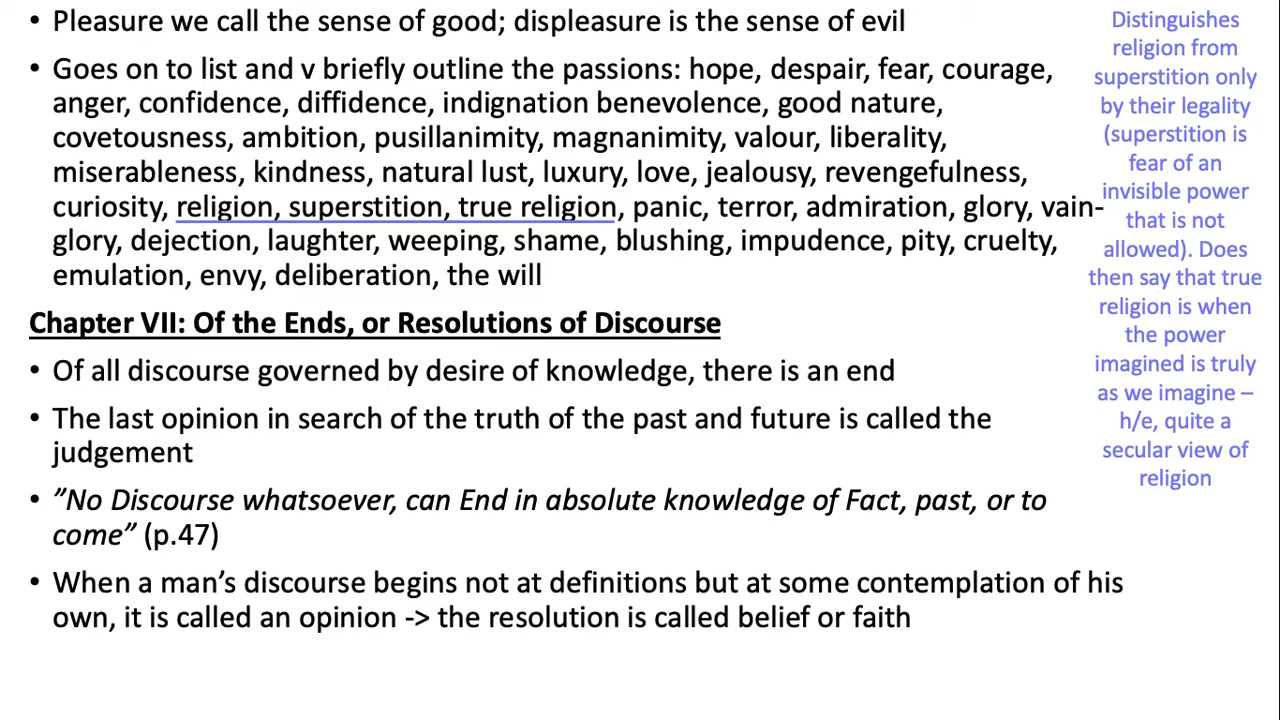 • Pleasure we call the sense of good; displeasure is the sense of evil
• Goes on to list and v briefly outline the passions: hope, despair, fear, courage,
anger, confidence, diffidence, indignation benevolence, good nature,
covetousness, ambition, pusillanimity, magnanimity, valour, liberality,
miserableness, kindness, natural lust, luxury, love, jealousy, revengefulness,
curiosity, religion, superstition, true religion, panic, terror, admiration, glory, vain-
glory, dejection, laughter, weeping, shame, blushing, impudence, pity, cruelty,
emulation, envy, deliberation, the will
Chapter VII: Of the Ends, or Resolutions of Discourse
• Of all discourse governed by desire of knowledge, there is an end
• The last opinion in search of the truth of the past and future is called the
judgement
• ”No Discourse whatsoever, can End in absolute knowledge of Fact, past, or to
come” (p.47)
• When a man’s discourse begins not at definitions but at some contemplation of his
own, it is called an opinion -> the resolution is called belief or faith
Distinguishes
religion from
superstition only
by their legality
(superstition is
fear of an
invisible power
that is not
allowed). Does
then say that true
religion is when
the power
imagined is truly
as we imagine –
h/e, quite a
secular view of
religion